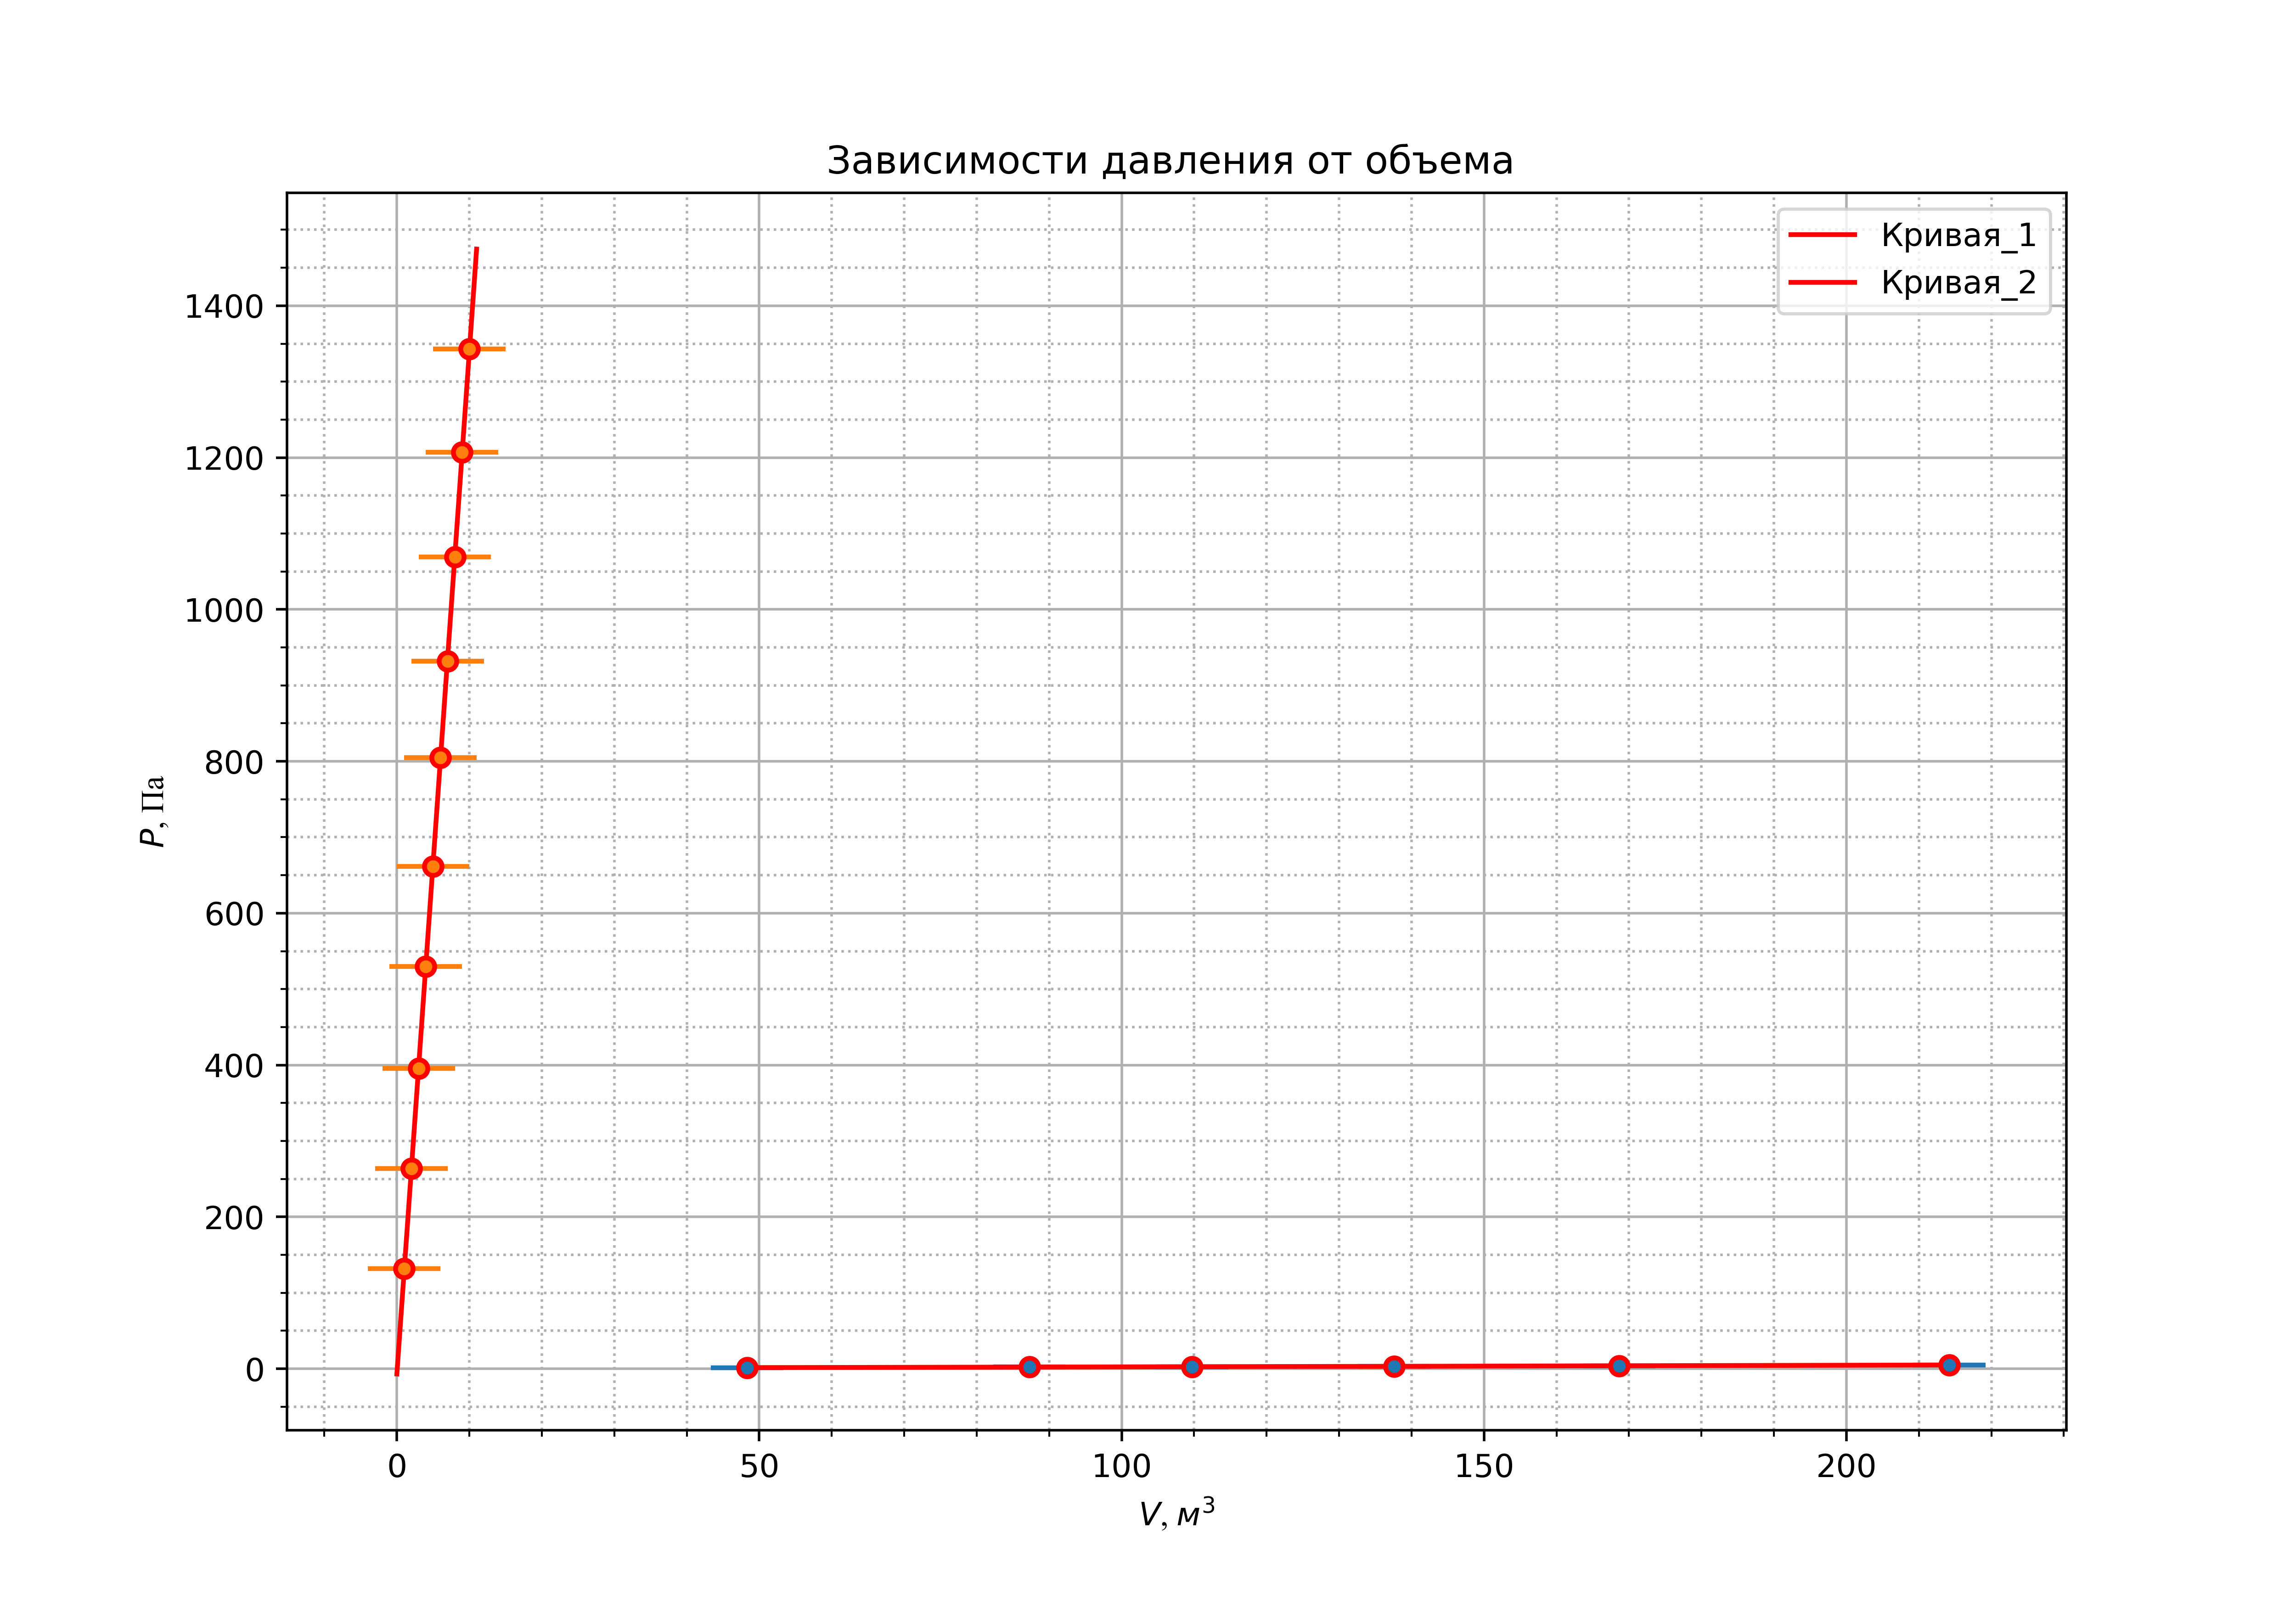 Зависимости давления от объема
Кривая_1
Кривая_2
1400
1200
1000
800
600
400
200
0
P, Па
0 50 100 150 200
V, м³